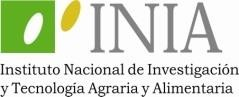 INIA
Instituto Nacional de Investigación
y Tecnología Agraria y Alimentaria